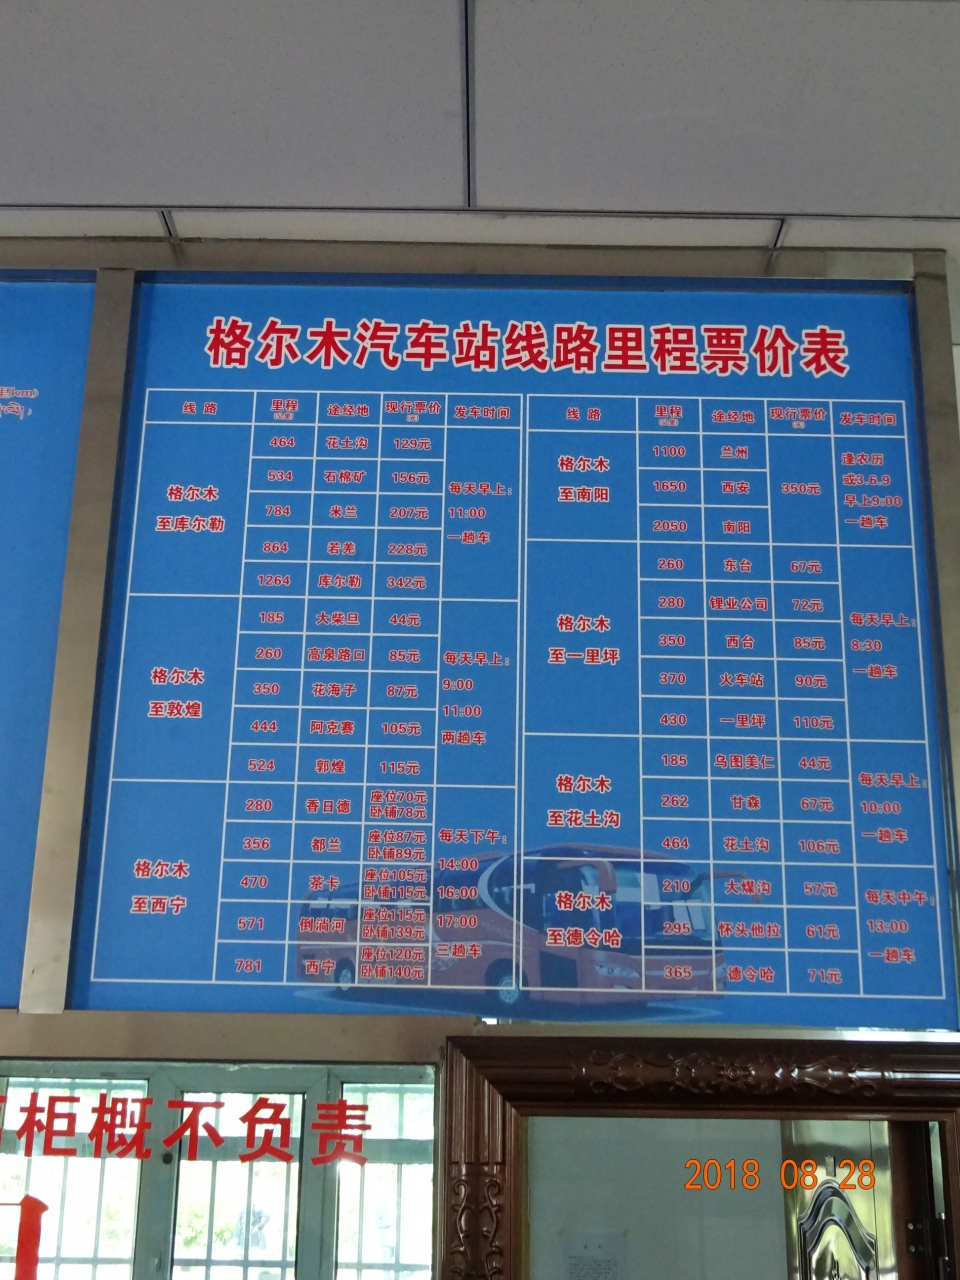 格尔木汽车站线路里程票价表
线路 里程 途经地 现行票价 发车时间
格尔木
至库尔勒
464 花土沟 129元
534 石棉矿 156元
784 米兰 207元
864 若羌 228元
1264 库尔勒 342元
每天早上:
11:00
一趟车
格尔木
至敦煌
185 大柴旦 44元
260 高泉路口 85元
350 花海子 87元
444 阿克赛 105元
524 郭煌 115元
每天早上:
9:00
11:00
两趟车
格尔木
至西宁
280 香日德 座位70元
卧铺78元
356 都兰 座位87元
卧铺89元
470 茶卡 座位105元
卧铺115元
571 倒淌河 座位115元
卧铺139元
781 西宁 座位120元
卧铺140元
每天下午:
14:00
16:00
17:00
三趟车
线路 里程 途经地 现行票价 发车时间
格尔木
至南阳
1100 兰州
1650 西安
2050 南阳
350元
逢农历
或3.6.9
早上9:00
一趟车
格尔木
至一里坪
260 东台 67元
280 锂业公司 72元
350 西台 85元
370 火车站 90元
430 一里坪 110元
每天早上:
8:30
一趟车
格尔木
至花土沟
185 乌图美仁 44元
262 甘森 67元
464 花土沟 106元
每天早上:
10:00
一趟车
格尔木
至德令哈
210 大煤沟 57元
295 怀头他拉 61元
365 德令哈 71元
每天中午:
13:00
一趟车
柜概不负责
2018 08 28